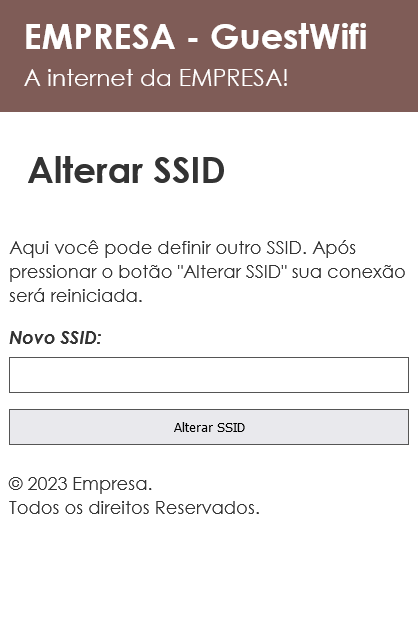 EMPRESA - GuestWifi
A internet da EMPRESA!
Alterar SSID
Aqui você pode definir outro SSID. Após
pressionar o botão "Alterar SSID" sua conexão
será reiniciada.
Novo SSID:
Alterar SSID
© 2023 Empresa.
Todos os direitos Reservados.